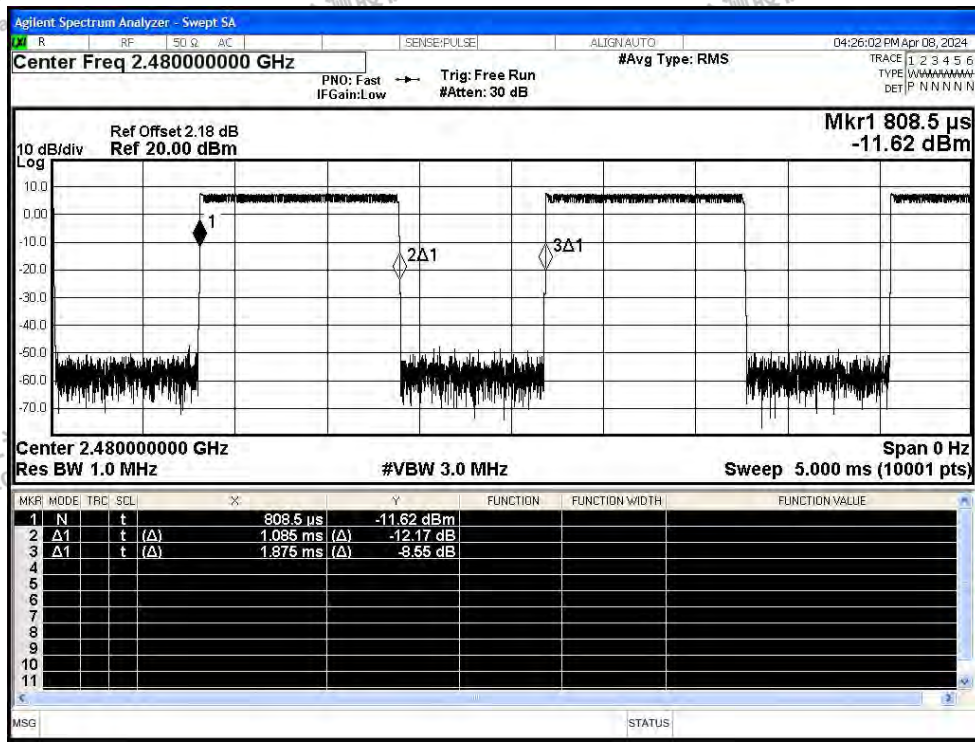 Agilent Spectrum Analyzer - Swept SA
LXI R RF 50 Ω AC SENSE:PULSE ALIGN AUTO 04:26:02 PM Apr 08, 2024
Center Freq 2.480000000 GHz
PNO: Fast
IFGain:Low
Trig: Free Run
#Atten: 30 dB
#Avg Type: RMS
TRACE 1 2 3 4 5 6
TYPE WWWWWW
DET P N N N N N
Mkr1 808.5 µs
-11.62 dBm
Ref Offset 2.18 dB
10 dB/div Ref 20.00 dBm
Log
10.0
0.00
-10.0
-20.0
-30.0
-40.0
-50.0
-60.0
-70.0
1
2Δ1
3Δ1
Center 2.480000000 GHz Span 0 Hz
Res BW 1.0 MHz #VBW 3.0 MHz Sweep 5.000 ms (10001 pts)
MKR MODE TRC SCL X Y FUNCTION FUNCTION WIDTH FUNCTION VALUE
1 N t 808.5 µs -11.62 dBm
2 Δ1 t (Δ) 1.085 ms (Δ) -12.17 dB
3 Δ1 t (Δ) 1.875 ms (Δ) -8.55 dB
4
5
6
7
8
9
10
11
MSG STATUS